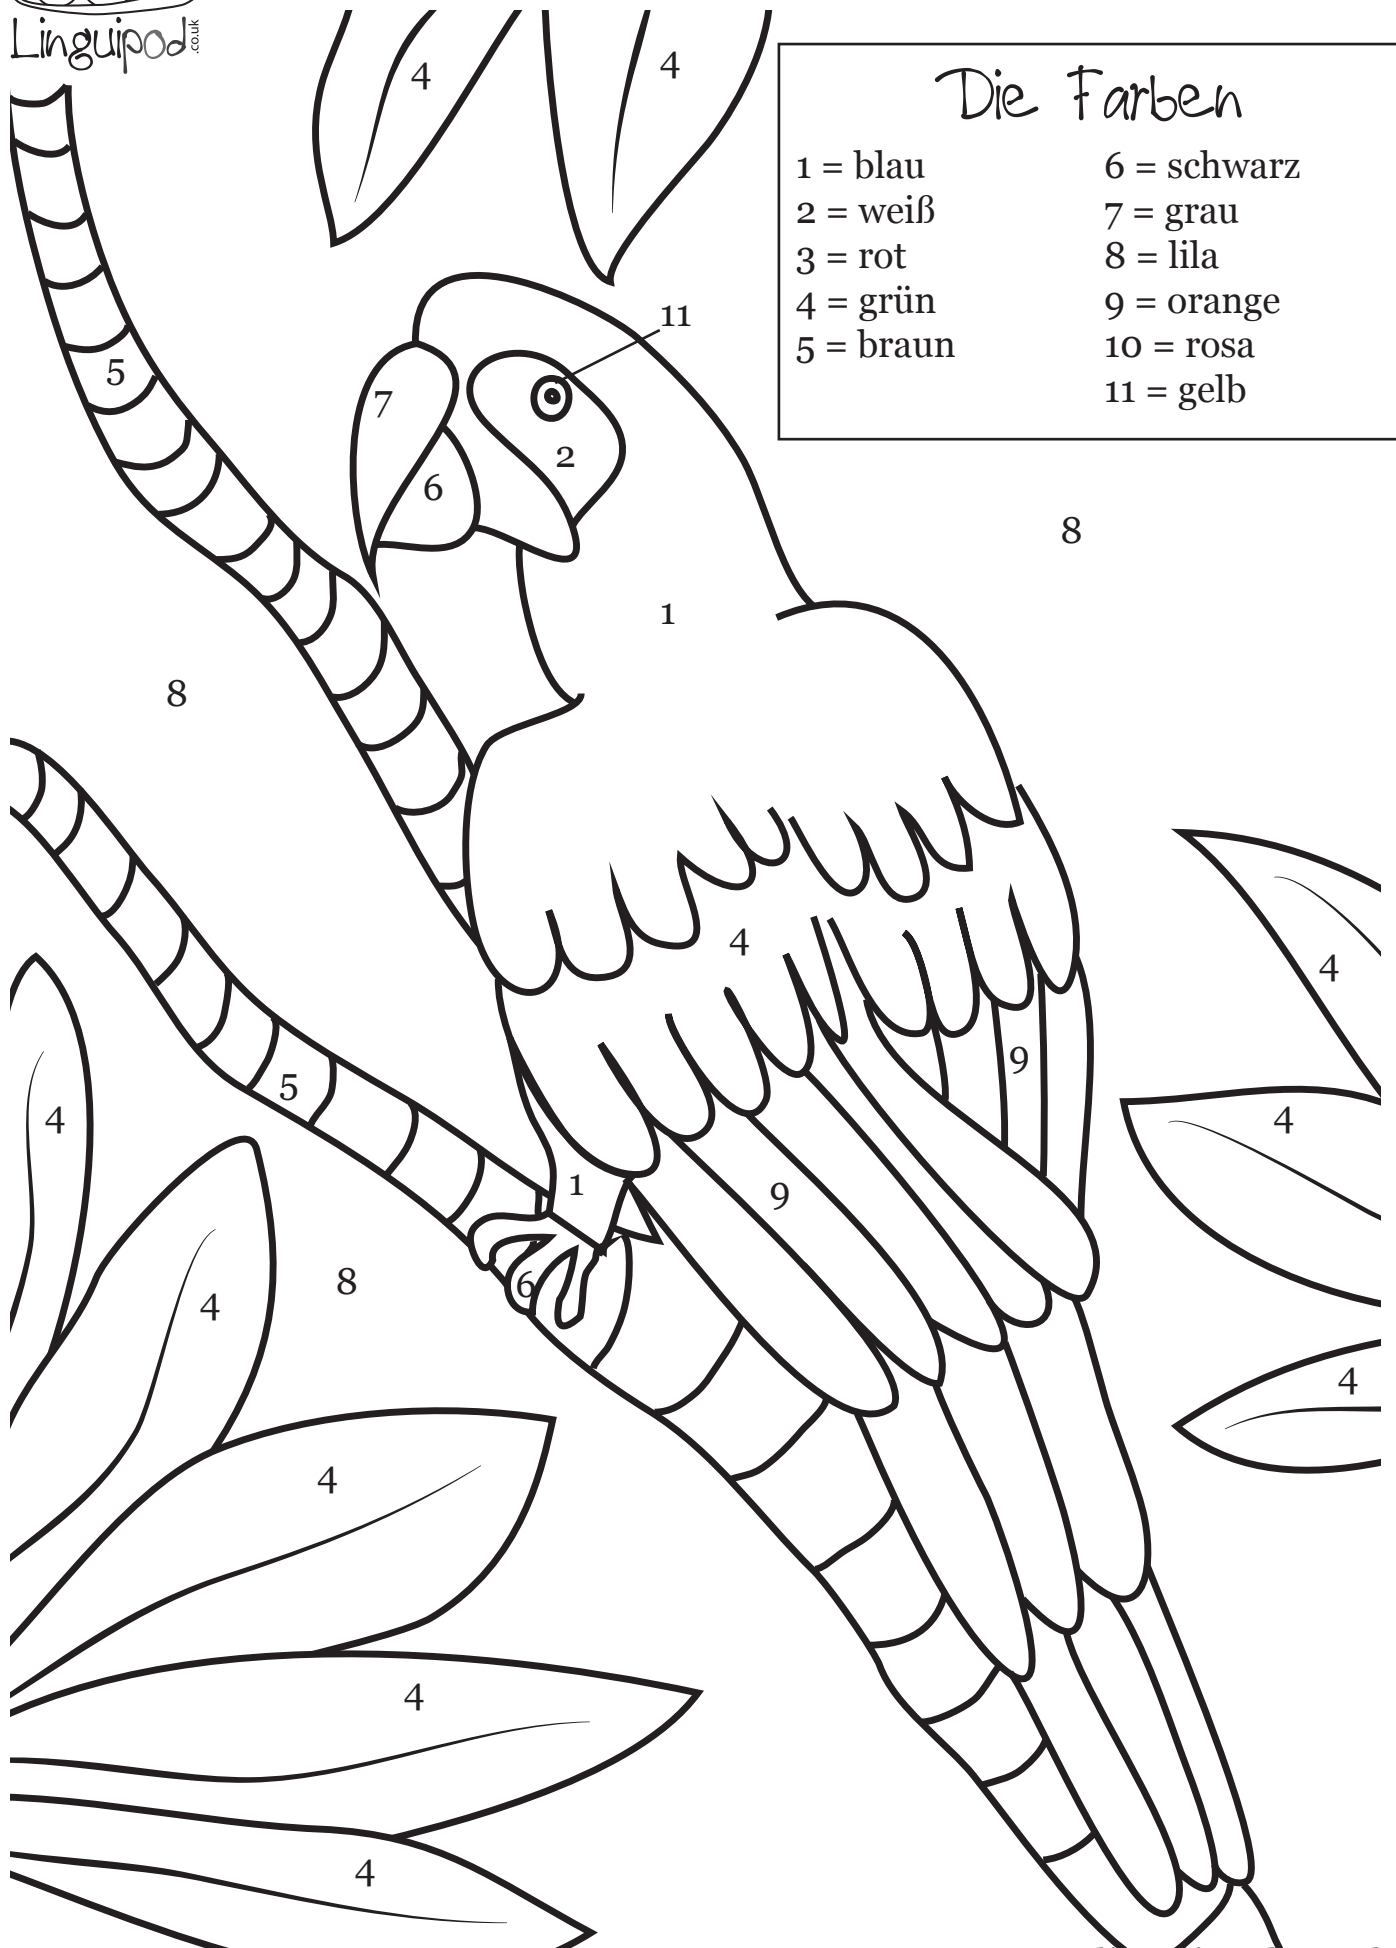 Linguipod
.co.uk
4
4
Die Farben
1 = blau
2 = weiß
3 = rot
4 = grün
5 = braun
6 = schwarz
7 = grau
8 = lila
9 = orange
10 = rosa
11 = gelb
11
5
7
2
6
8
1
8
4
4
9
5
4
4
1
9
8
6
4
4
4
4
4